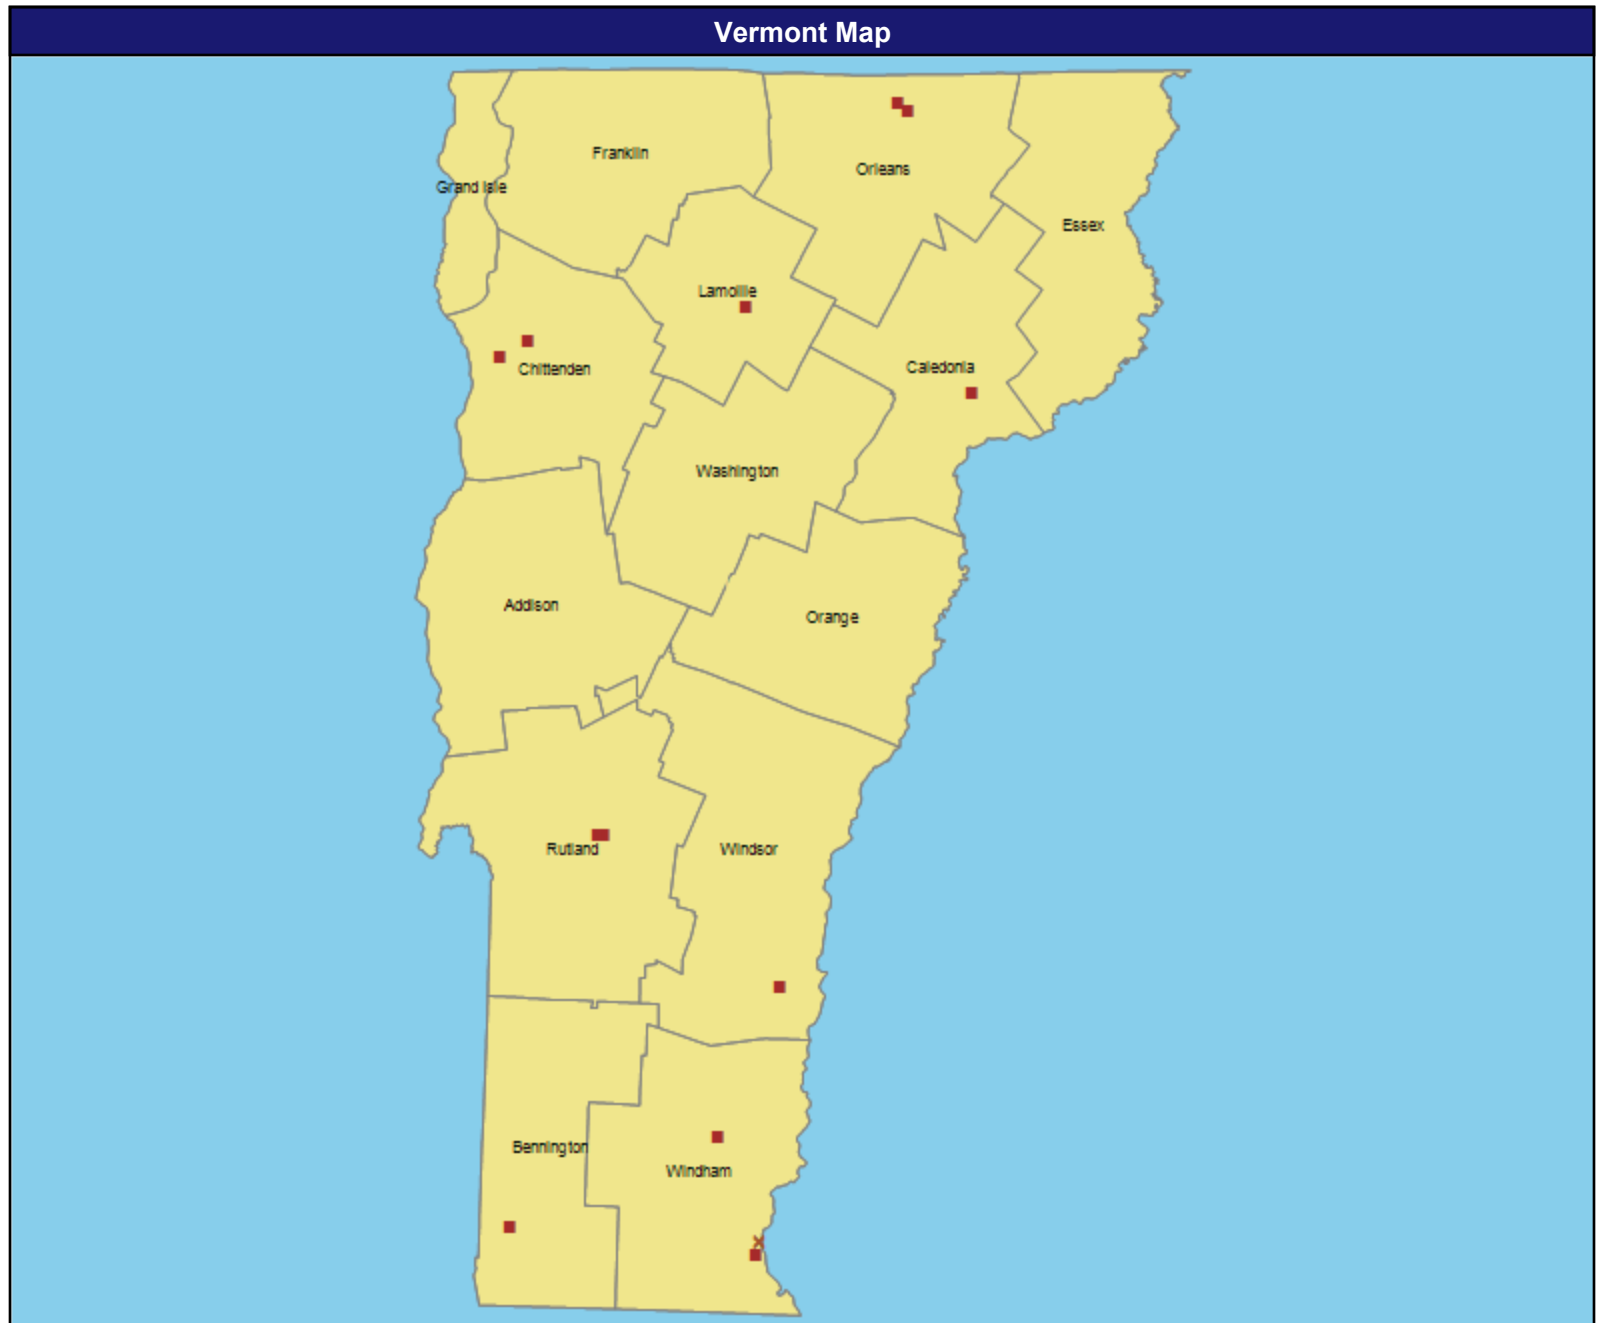 Vermont Map
Franklin
Orleans
Grand Isle
Essex
Lamoille
Chittenden
Caledonia
Washington
Addison
Orange
Rutland
Windsor
Bennington
Windham
x